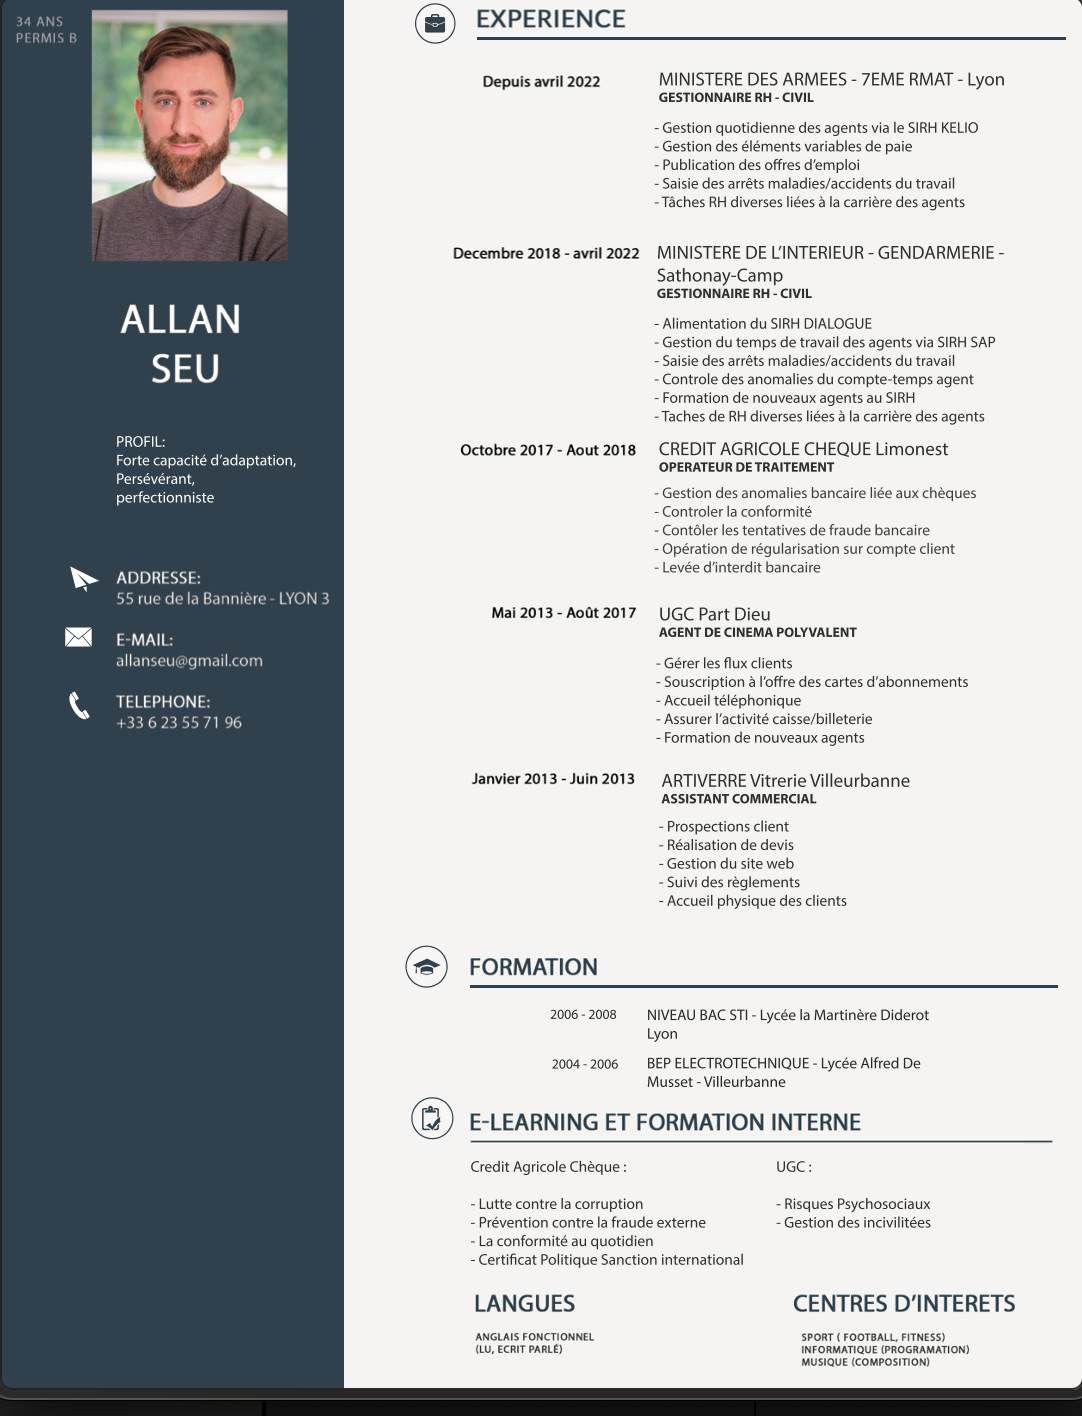 34 ANS
PERMIS B
ALLAN
SEU
PROFIL:
Forte capacité d'adaptation,
Persévérant,
perfectionniste
ADDRESSE:
55 rue de la Bannière - LYON 3
E-MAIL:
allanseu@gmail.com
TELEPHONE:
+33 6 23 55 71 96
EXPERIENCE
Depuis avril 2022
MINISTERE DES ARMEES - 7EME RMAT - Lyon
GESTIONNAIRE RH - CIVIL
- Gestion quotidienne des agents via le SIRH KELIO
- Gestion des éléments variables de paie
- Publication des offres d'emploi
- Saisie des arrêts maladies/accidents du travail
- Tâches RH diverses liées à la carrière des agents
Decembre 2018 - avril 2022
MINISTERE DE L'INTERIEUR - GENDARMERIE -
Sathonay-Camp
GESTIONNAIRE RH - CIVIL
- Alimentation du SIRH DIALOGUE
- Gestion du temps de travail des agents via SIRH SAP
- Saisie des arrêts maladies/accidents du travail
- Controle des anomalies du compte-temps agent
- Formation de nouveaux agents au SIRH
- Taches de RH diverses liées à la carrière des agents
Octobre 2017 - Aout 2018
CREDIT AGRICOLE CHEQUE Limonest
OPERATEUR DE TRAITEMENT
- Gestion des anomalies bancaire liée aux chèques
- Controler la conformité
- Contôler les tentatives de fraude bancaire
- Opération de régularisation sur compte client
- Levée d'interdit bancaire
Mai 2013 - Août 2017
UGC Part Dieu
AGENT DE CINEMA POLYVALENT
- Gérer les flux clients
- Souscription à l'offre des cartes d'abonnements
- Accueil téléphonique
- Assurer l'activité caisse/billeterie
- Formation de nouveaux agents
Janvier 2013 - Juin 2013
ARTIVERRE Vitrerie Villeurbanne
ASSISTANT COMMERCIAL
- Prospections client
- Réalisation de devis
- Gestion du site web
- Suivi des règlements
- Accueil physique des clients
FORMATION
2006 - 2008
NIVEAU BAC STI - Lycée la Martinère Diderot
Lyon
2004 - 2006
BEP ELECTROTECHNIQUE - Lycée Alfred De
Musset - Villeurbanne
E-LEARNING ET FORMATION INTERNE
Credit Agricole Chèque :
- Lutte contre la corruption
- Prévention contre la fraude externe
- La conformité au quotidien
- Certificat Politique Sanction international
UGC :
- Risques Psychosociaux
- Gestion des incivilitées
LANGUES
ANGLAIS FONCTIONNEL
(LU, ECRIT PARLÉ)
CENTRES D'INTERETS
SPORT ( FOOTBALL, FITNESS)
INFORMATIQUE (PROGRAMATION)
MUSIQUE (COMPOSITION)